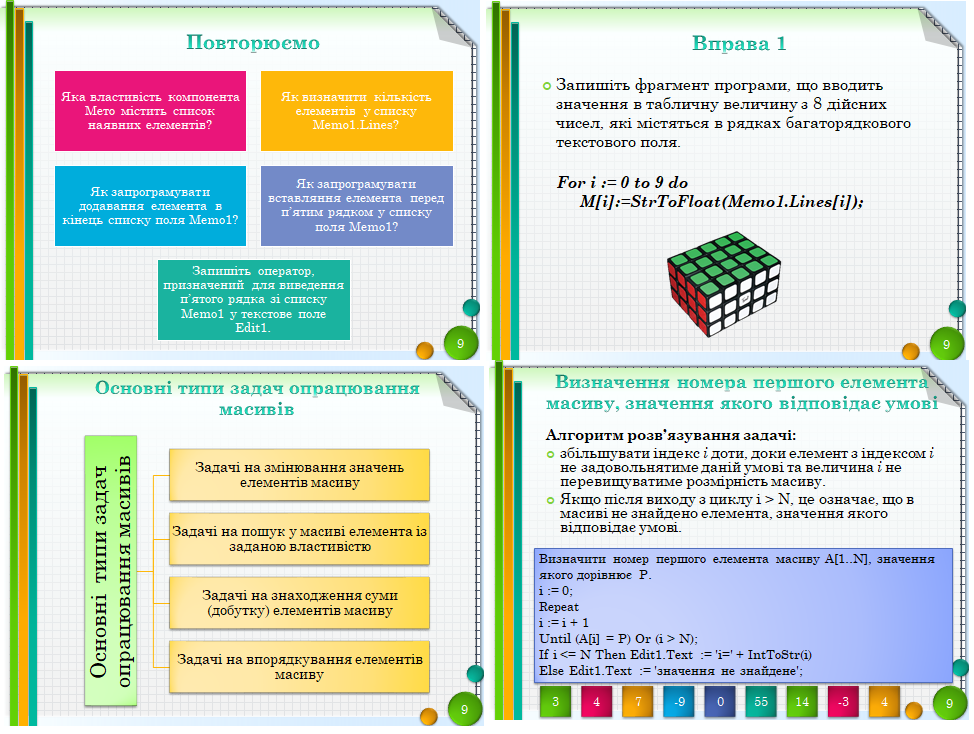 Повторюємо
Яка властивість компонента
Мемо містить список
наявних елементів?
Як визначити кількість
елементів у списку
Memo1.Lines?
Як запрограмувати
додавання елемента в
кінець списку поля Memo1?
Як запрограмувати
вставляння елемента перед
п'ятим рядком у списку
поля Memo1?
Запишіть оператор,
призначений для виведення
п'ятого рядка зі списку
Memo1 у текстове поле
Edit1.
9
Вправа 1
Запишіть фрагмент програми, що вводить
значення в табличну величину з 8 дійсних
чисел, які містяться в рядках багаторядкового
текстового поля.
For i := 0 to 9 do
M[i]:=StrToFloat(Memo1.Lines[i]);
9
Основні типи задач опрацювання
масивів
Основні типи задач
опрацювання масивів
Задачі на змінювання значень
елементів масиву
Задачі на пошук у масиві елемента із
заданою властивістю
Задачі на знаходження суми
(добутку) елементів масиву
Задачі на впорядкування елементів
масиву
9
Визначення номера першого елемента
масиву, значення якого відповідає умові
Алгоритм розв'язування задачі:
збільшувати індекс i доти, доки елемент з індексом i
не задовольнятиме даній умові та величина i не
перевищуватиме розмірність масиву.
Якщо після виходу з циклу i > N, це означає, що в
масиві не знайдено елемента, значення якого
відповідає умові.
Визначити номер першого елемента масиву A[1..N], значення
якого дорівнює P.
i := 0;
Repeat
i := i + 1
Until (A[i] = P) Or (i > N);
If i <= N Then Edit1.Text := 'i=' + IntToStr(i)
Else Edit1.Text := 'значення не знайдене';
3 4 7 -9 0 55 14 -3 4
9